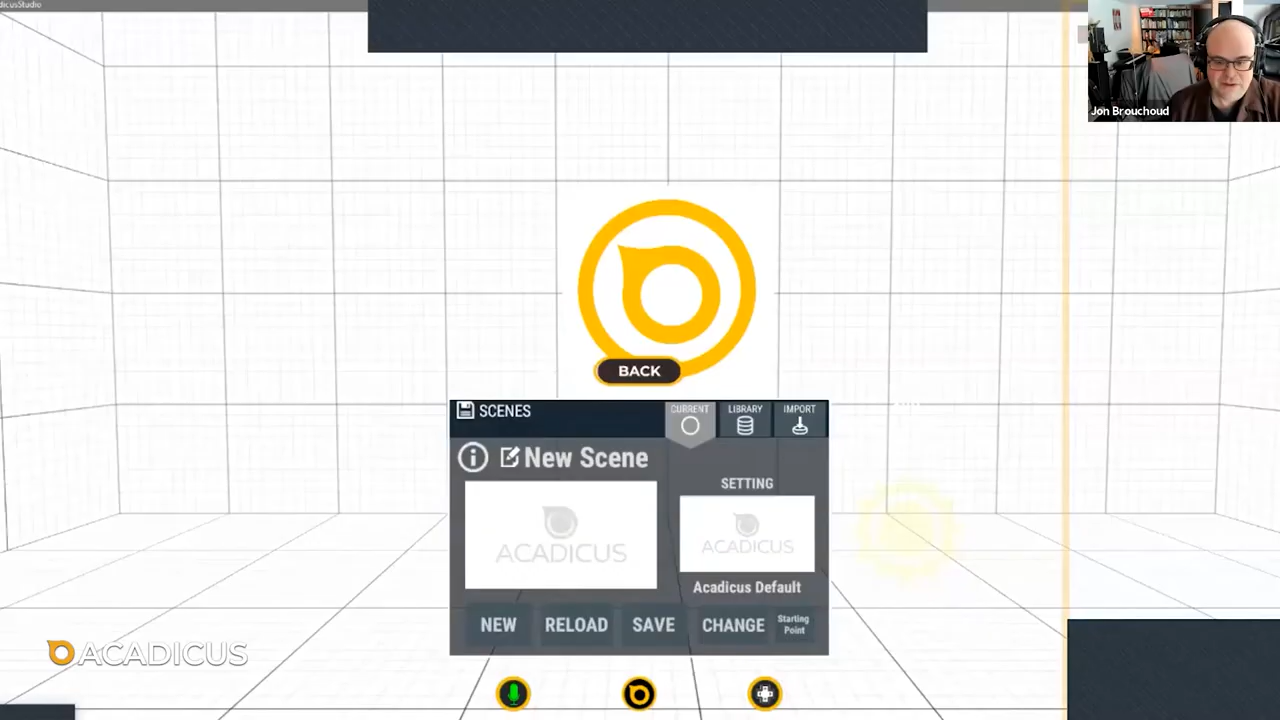 dicusStudio
Jon Brouchoud
BACK
SCENES
CURRENT
LIBRARY
IMPORT
New Scene
SETTING
ACADICUS
ACADICUS
Acadicus Default
NEW
RELOAD
SAVE
CHANGE
Starting
Point
ACADICUS